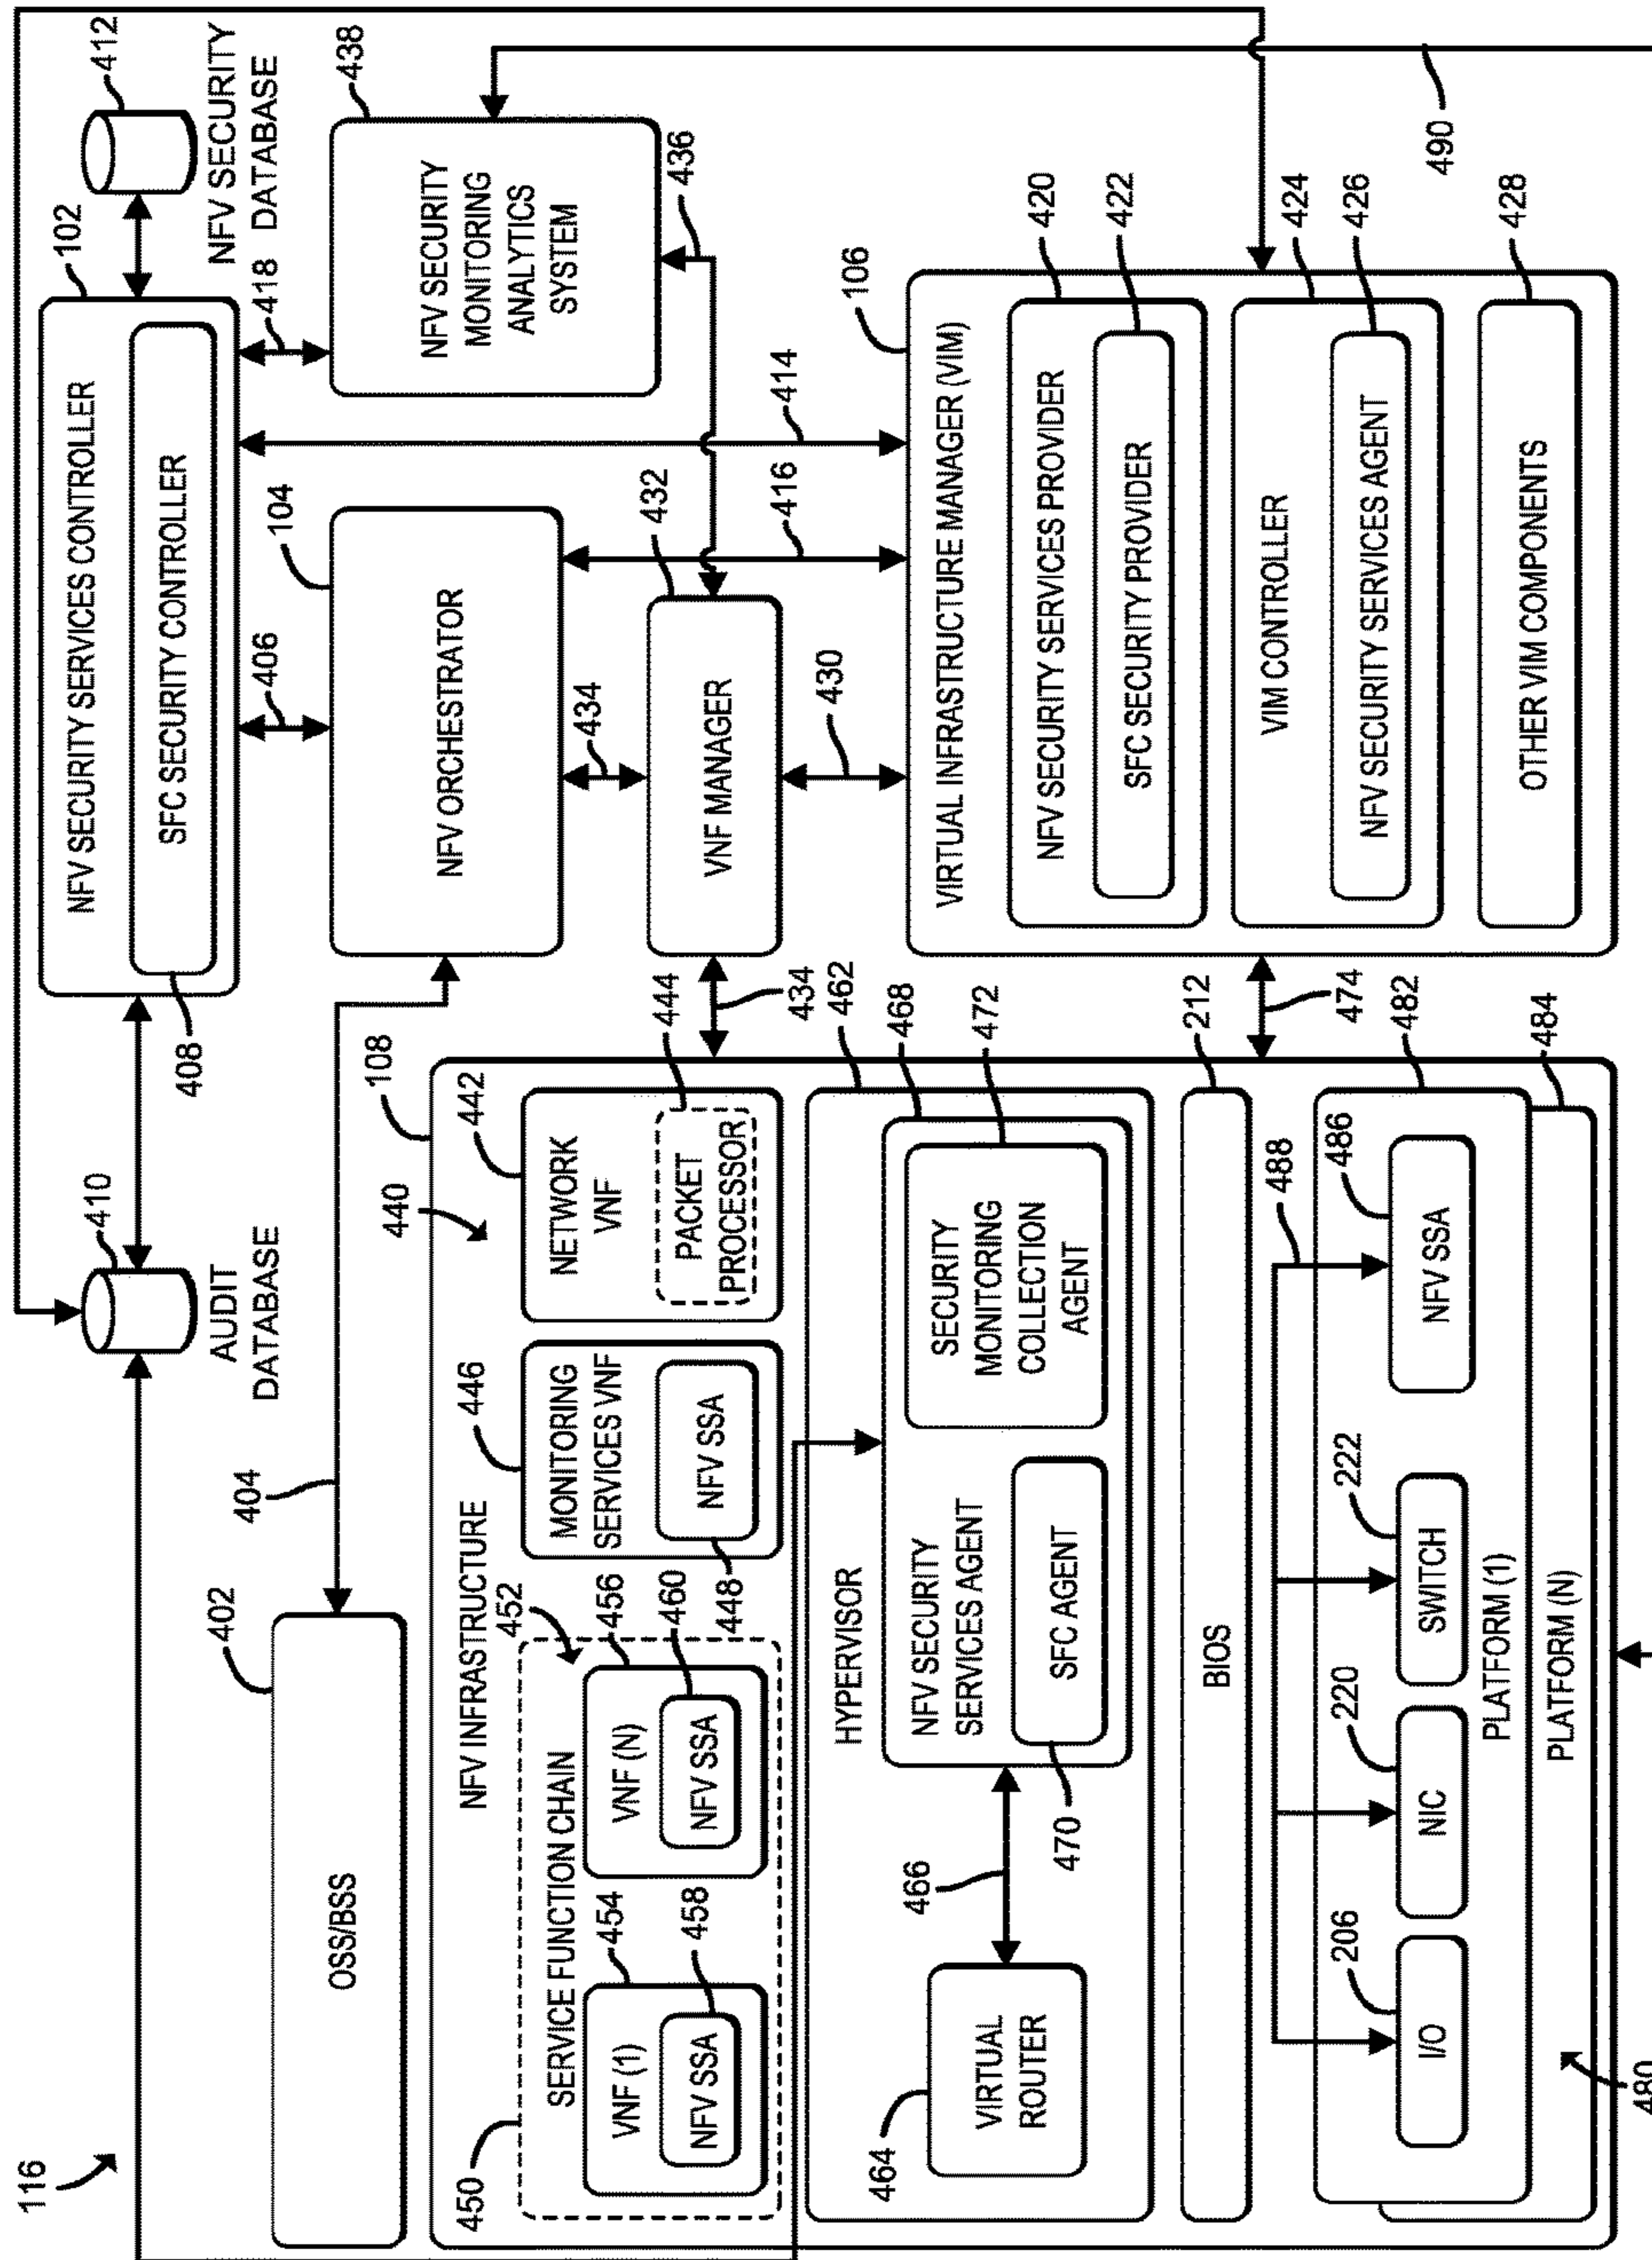 116
402
OSS/BSS
404
410
AUDIT
DATABASE
408
NFV SECURITY SERVICES CONTROLLER
SFC SECURITY CONTROLLER
102
412
NFV SECURITY
DATABASE
418
406
104
NFV ORCHESTRATOR
438
NFV SECURITY
MONITORING
ANALYTICS
SYSTEM
436
434
432
VNF MANAGER
416
414
430
434
106
VIRTUAL INFRASTRUCTURE MANAGER (VIM)
420
NFV SECURITY SERVICES PROVIDER
422
SFC SECURITY PROVIDER
424
VIM CONTROLLER
426
NFV SECURITY SERVICES AGENT
428
OTHER VIM COMPONENTS
490
108
NFV INFRASTRUCTURE
450
SERVICE FUNCTION CHAIN
452
454
VNF (1)
458
NFV SSA
456
VNF (N)
460
NFV SSA
446
MONITORING
SERVICES VNF
448
NFV SSA
440
442
NETWORK
VNF
444
PACKET
PROCESSOR
462
HYPERVISOR
464
VIRTUAL
ROUTER
466
468
NFV SECURITY
SERVICES AGENT
470
SFC AGENT
472
SECURITY
MONITORING
COLLECTION
AGENT
212
BIOS
474
482
484
480
206
I/O
220
NIC
222
SWITCH
488
486
NFV SSA
PLATFORM (1)
PLATFORM (N)